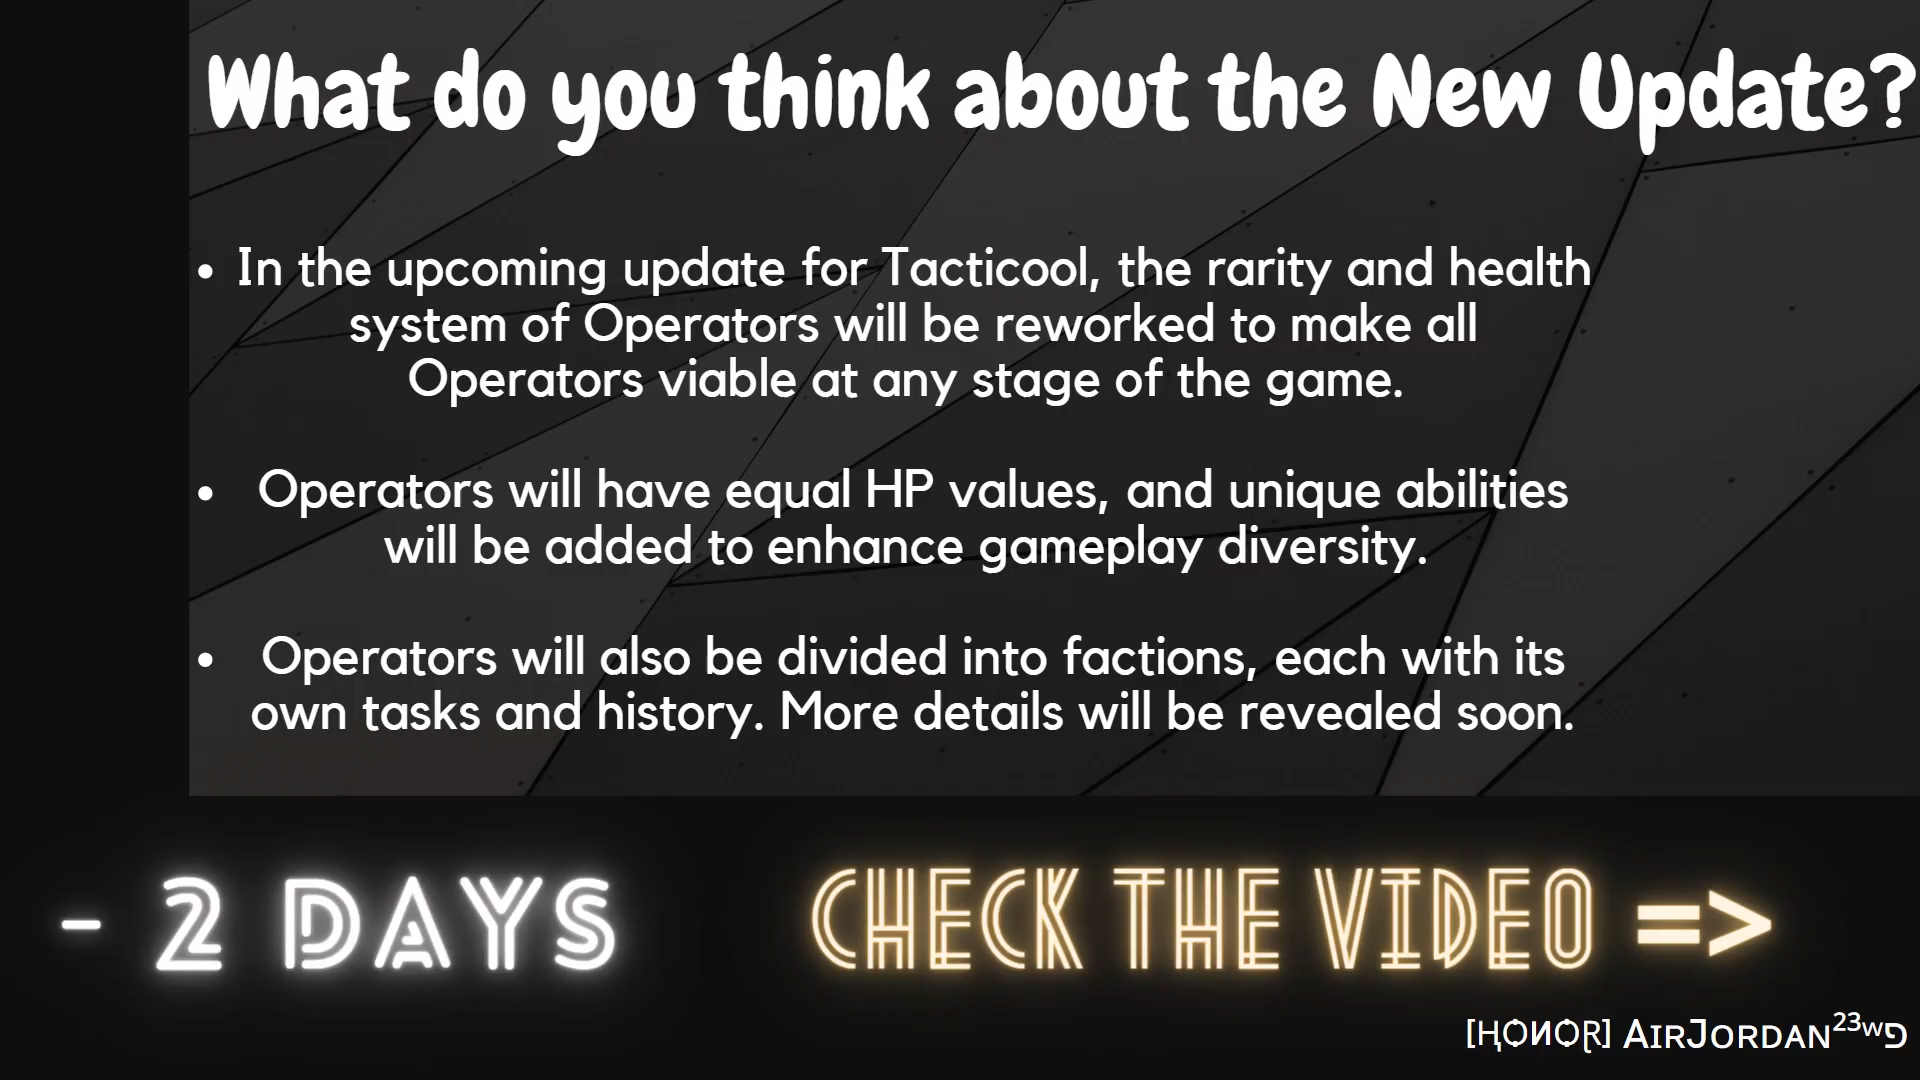 What do you think about the New Update?
• In the upcoming update for Tacticool, the rarity and health
system of Operators will be reworked to make all
Operators viable at any stage of the game.
• Operators will have equal HP values, and unique abilities
will be added to enhance gameplay diversity.
• Operators will also be divided into factions, each with its
own tasks and history. More details will be revealed soon.
- 2 DAYS
CHECK THE VIDEO =>
[ҢOИOR] AIRJORDAN²³ʷ